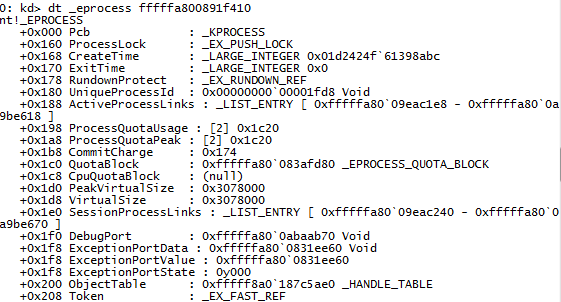 0: kd> dt _eprocess fffffa800891f410
nt!_EPROCESS
+0x000 Pcb : _KPROCESS
+0x160 ProcessLock : _EX_PUSH_LOCK
+0x168 CreateTime : _LARGE_INTEGER 0x01d2424f`61398abc
+0x170 ExitTime : _LARGE_INTEGER 0x0
+0x178 RundownProtect : _EX_RUNDOWN_REF
+0x180 UniqueProcessId : 0x00000000`00001fd8 Void
+0x188 ActiveProcessLinks : _LIST_ENTRY [ 0xfffffa80`09eac1e8 - 0xfffffa80`0a
9be618 ]
+0x198 ProcessQuotaUsage : [2] 0x1c20
+0x1a8 ProcessQuotaPeak : [2] 0x1c20
+0x1b8 CommitCharge : 0x174
+0x1c0 QuotaBlock : 0xfffffa80`083afd80 _EPROCESS_QUOTA_BLOCK
+0x1c8 CpuQuotaBlock : (null)
+0x1d0 PeakVirtualSize : 0x3078000
+0x1d8 VirtualSize : 0x3078000
+0x1e0 SessionProcessLinks : _LIST_ENTRY [ 0xfffffa80`09eac240 - 0xfffffa80`0
a9be670 ]
+0x1f0 DebugPort : 0xfffffa80`0abaab70 Void
+0x1f8 ExceptionPortData : 0xfffffa80`0831ee60 Void
+0x1f8 ExceptionPortValue : 0xfffffa80`0831ee60
+0x1f8 ExceptionPortState : 0y000
+0x200 ObjectTable : 0xfffff8a0`187c5ae0 _HANDLE_TABLE
+0x208 Token : _EX_FAST_REF